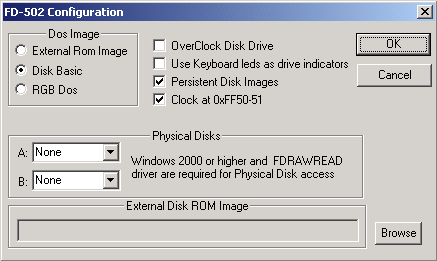 FD-502 Configuration
Dos Image
External Rom Image
Disk Basic
RGB Dos
OverClock Disk Drive
Use Keyboard leds as drive indicators
Persistent Disk Images
Clock at 0xFF50-51
OK
Cancel
Physical Disks
A: None
B: None
Windows 2000 or higher and FDRAWREAD
driver are required for Physical Disk access
External Disk ROM Image
Browse